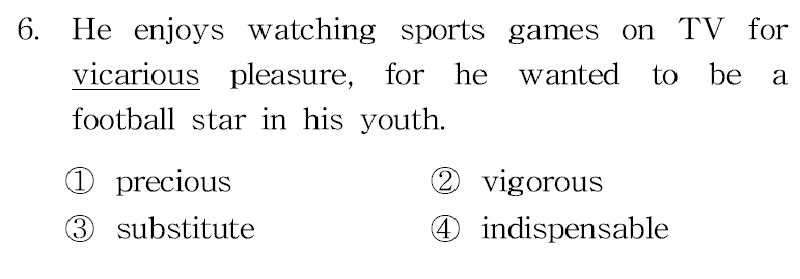 6. He enjoys watching sports games on TV for
vicarious pleasure, for he wanted to be a
football star in his youth.
① precious ② vigorous
③ substitute ④ indispensable